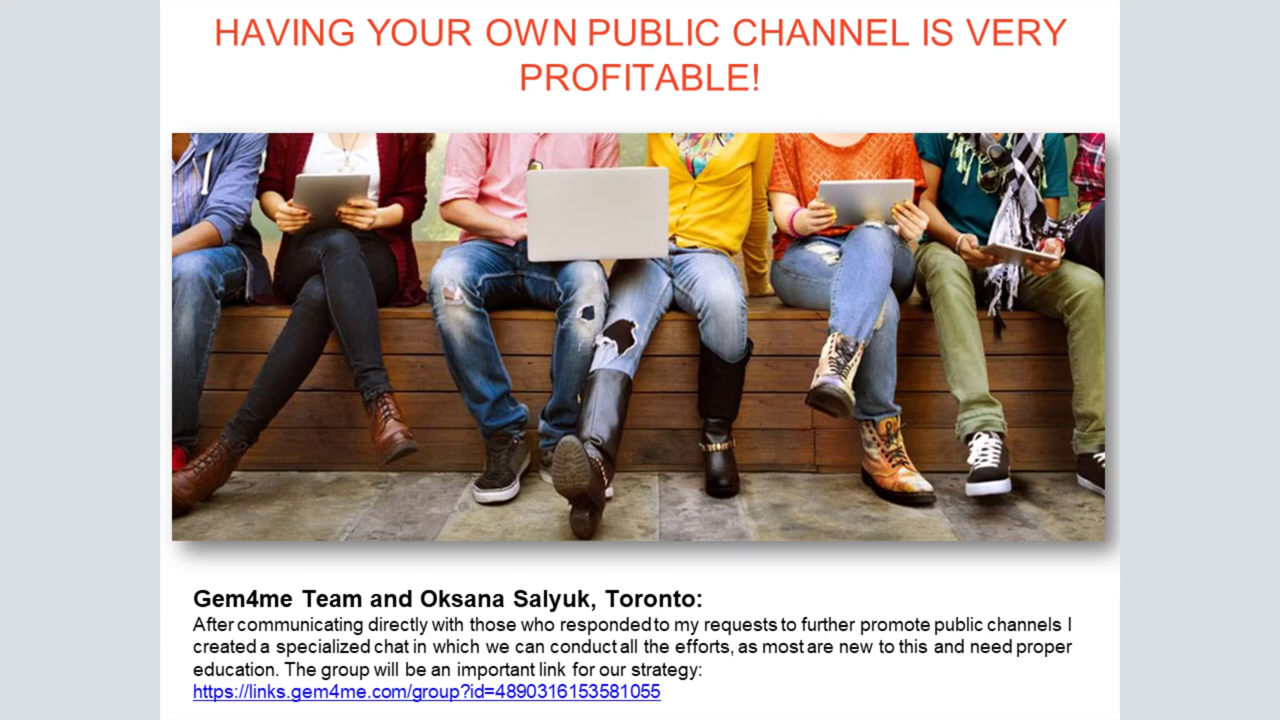 HAVING YOUR OWN PUBLIC CHANNEL IS VERY
PROFITABLE!
Gem4me Team and Oksana Salyuk, Toronto:
After communicating directly with those who responded to my requests to further promote public channels I
created a specialized chat in which we can conduct all the efforts, as most are new to this and need proper
education. The group will be an important link for our strategy:
https://links.gem4me.com/group?id=4890316153581055